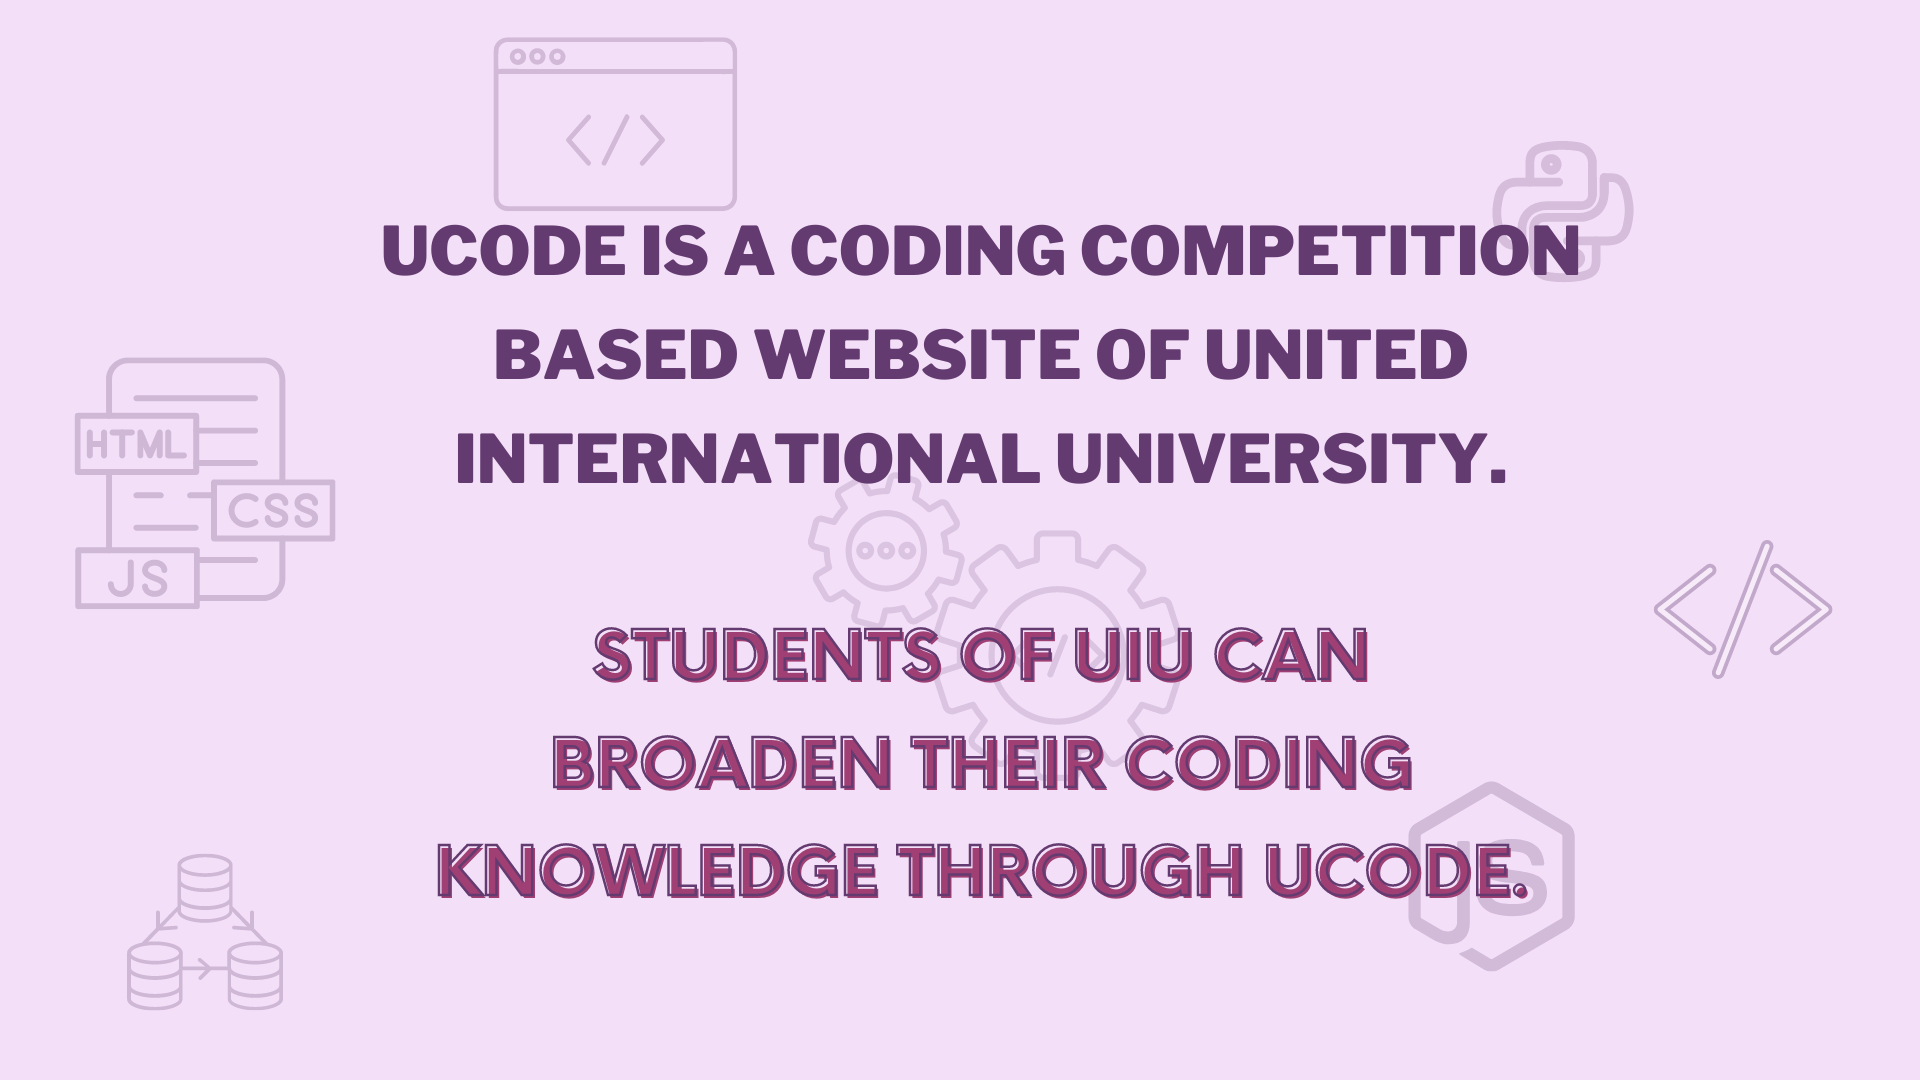 </>
UCODE IS A CODING COMPETITION
BASED WEBSITE OF UNITED
INTERNATIONAL UNIVERSITY.
HTML
CSS
JS
</>
STUDENTS OF UIU CAN
BROADEN THEIR CODING
KNOWLEDGE THROUGH UCODE.
JS